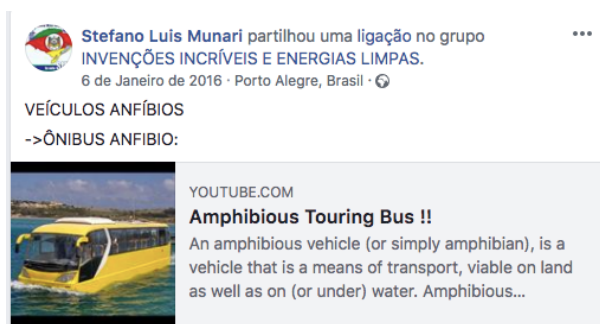 Stefano Luis Munari partilhou uma ligação no grupo
INVENÇÕES INCRÍVEIS E ENERGIAS LIMPAS.
6 de Janeiro de 2016 · Porto Alegre, Brasil ·
VEÍCULOS ANFÍBIOS
->ÔNIBUS ANFIBIO:
YOUTUBE.COM
Amphibious Touring Bus !!
An amphibious vehicle (or simply amphibian), is a
vehicle that is a means of transport, viable on land
as well as on (or under) water. Amphibious...